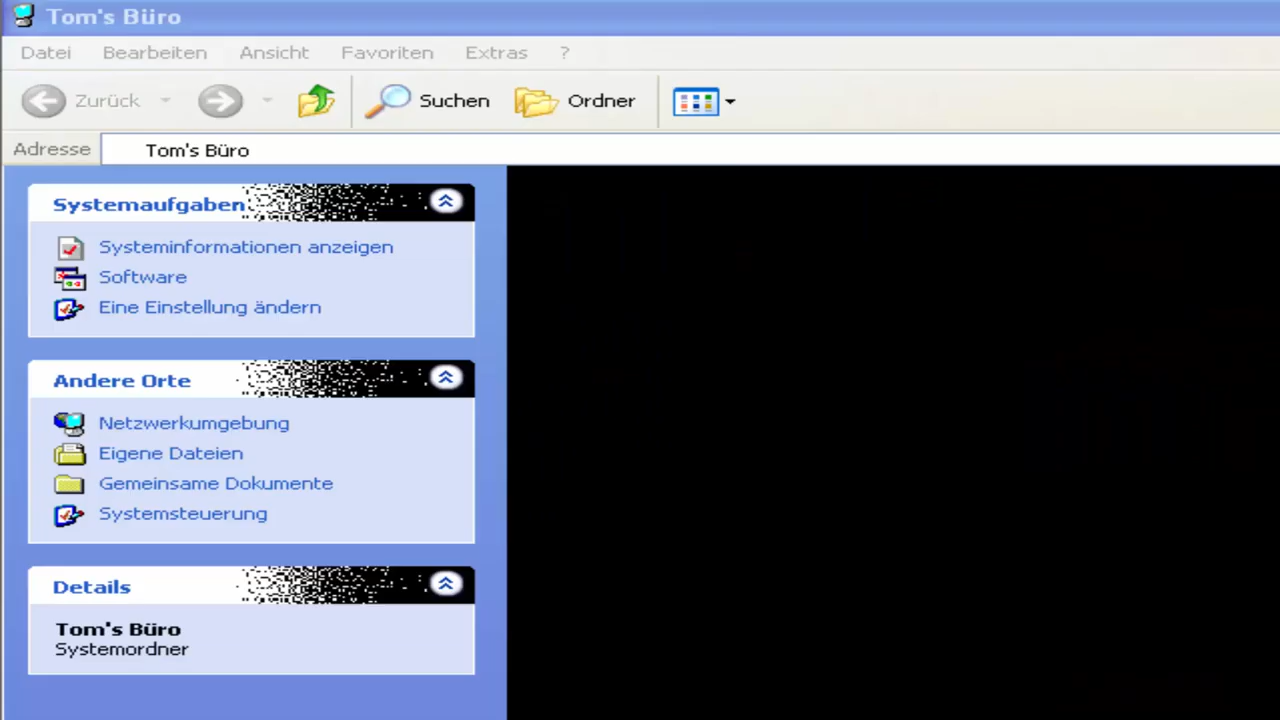 Tom's Büro
Datei Bearbeiten Ansicht Favoriten Extras ?
Zurück Suchen Ordner
Adresse Tom's Büro
Systemaufgaben
Systeminformationen anzeigen
Software
Eine Einstellung ändern
Andere Orte
Netzwerkumgebung
Eigene Dateien
Gemeinsame Dokumente
Systemsteuerung
Details
Tom's Büro
Systemordner